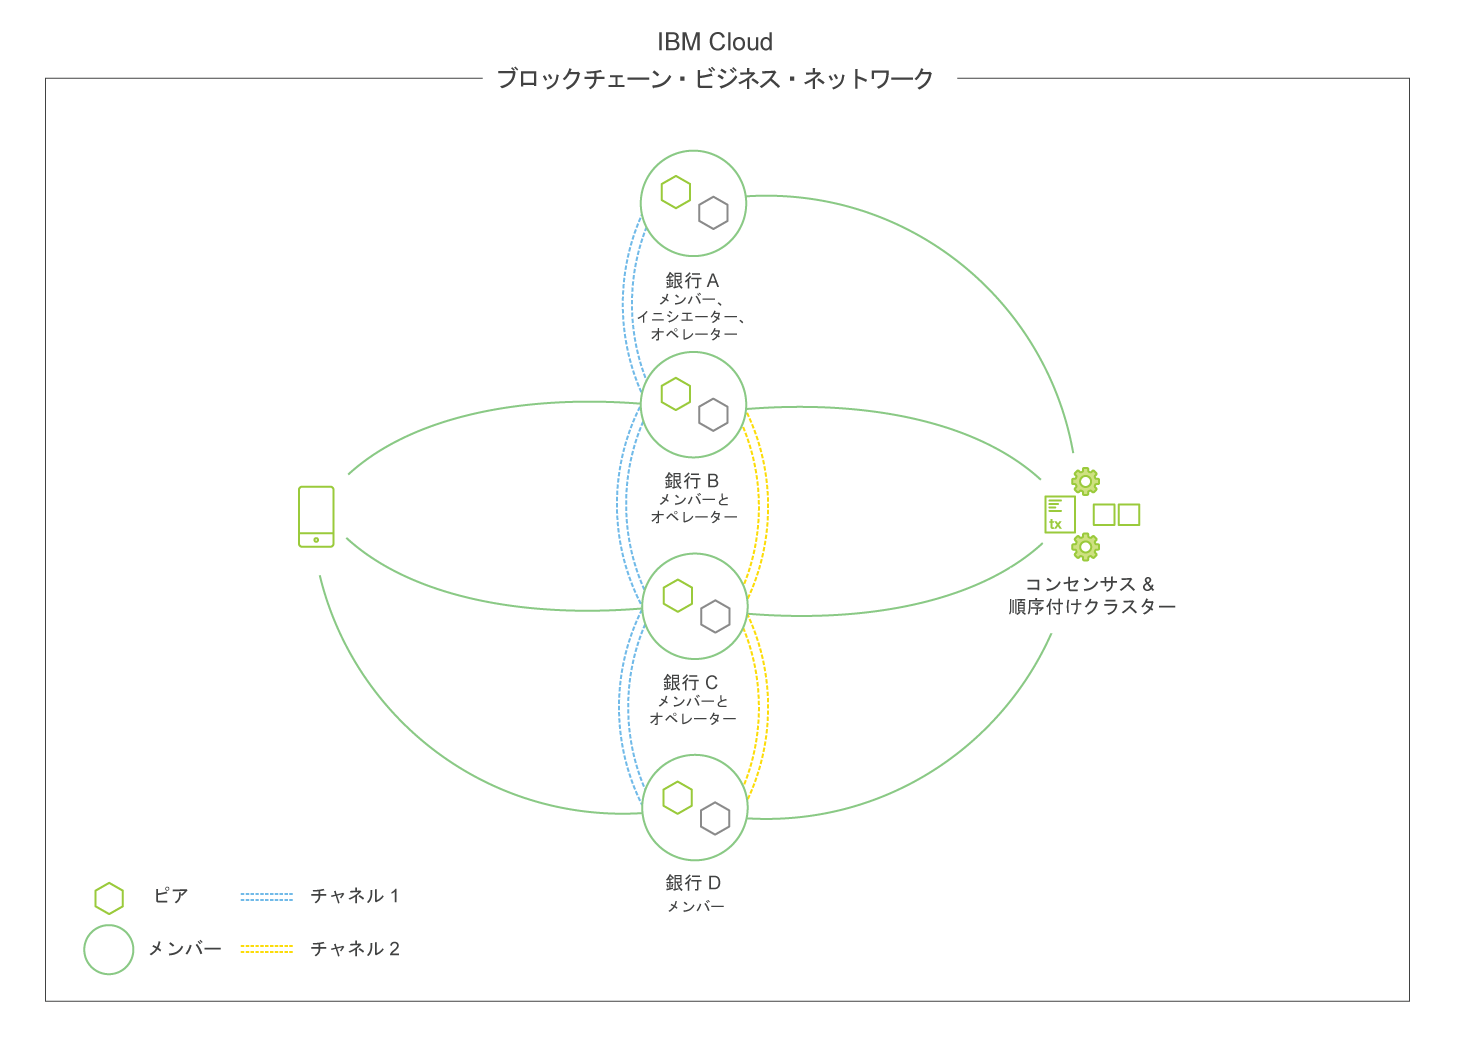 IBM Cloud
ブロックチェーン・ビジネス・ネットワーク
銀行 A
メンバー、
イニシエーター、
オペレーター
銀行 B
メンバーと
オペレーター
tx
コンセンサス &
順序付けクラスター
銀行 C
メンバーと
オペレーター
銀行 D
メンバー
ピア
チャネル 1
メンバー
チャネル 2